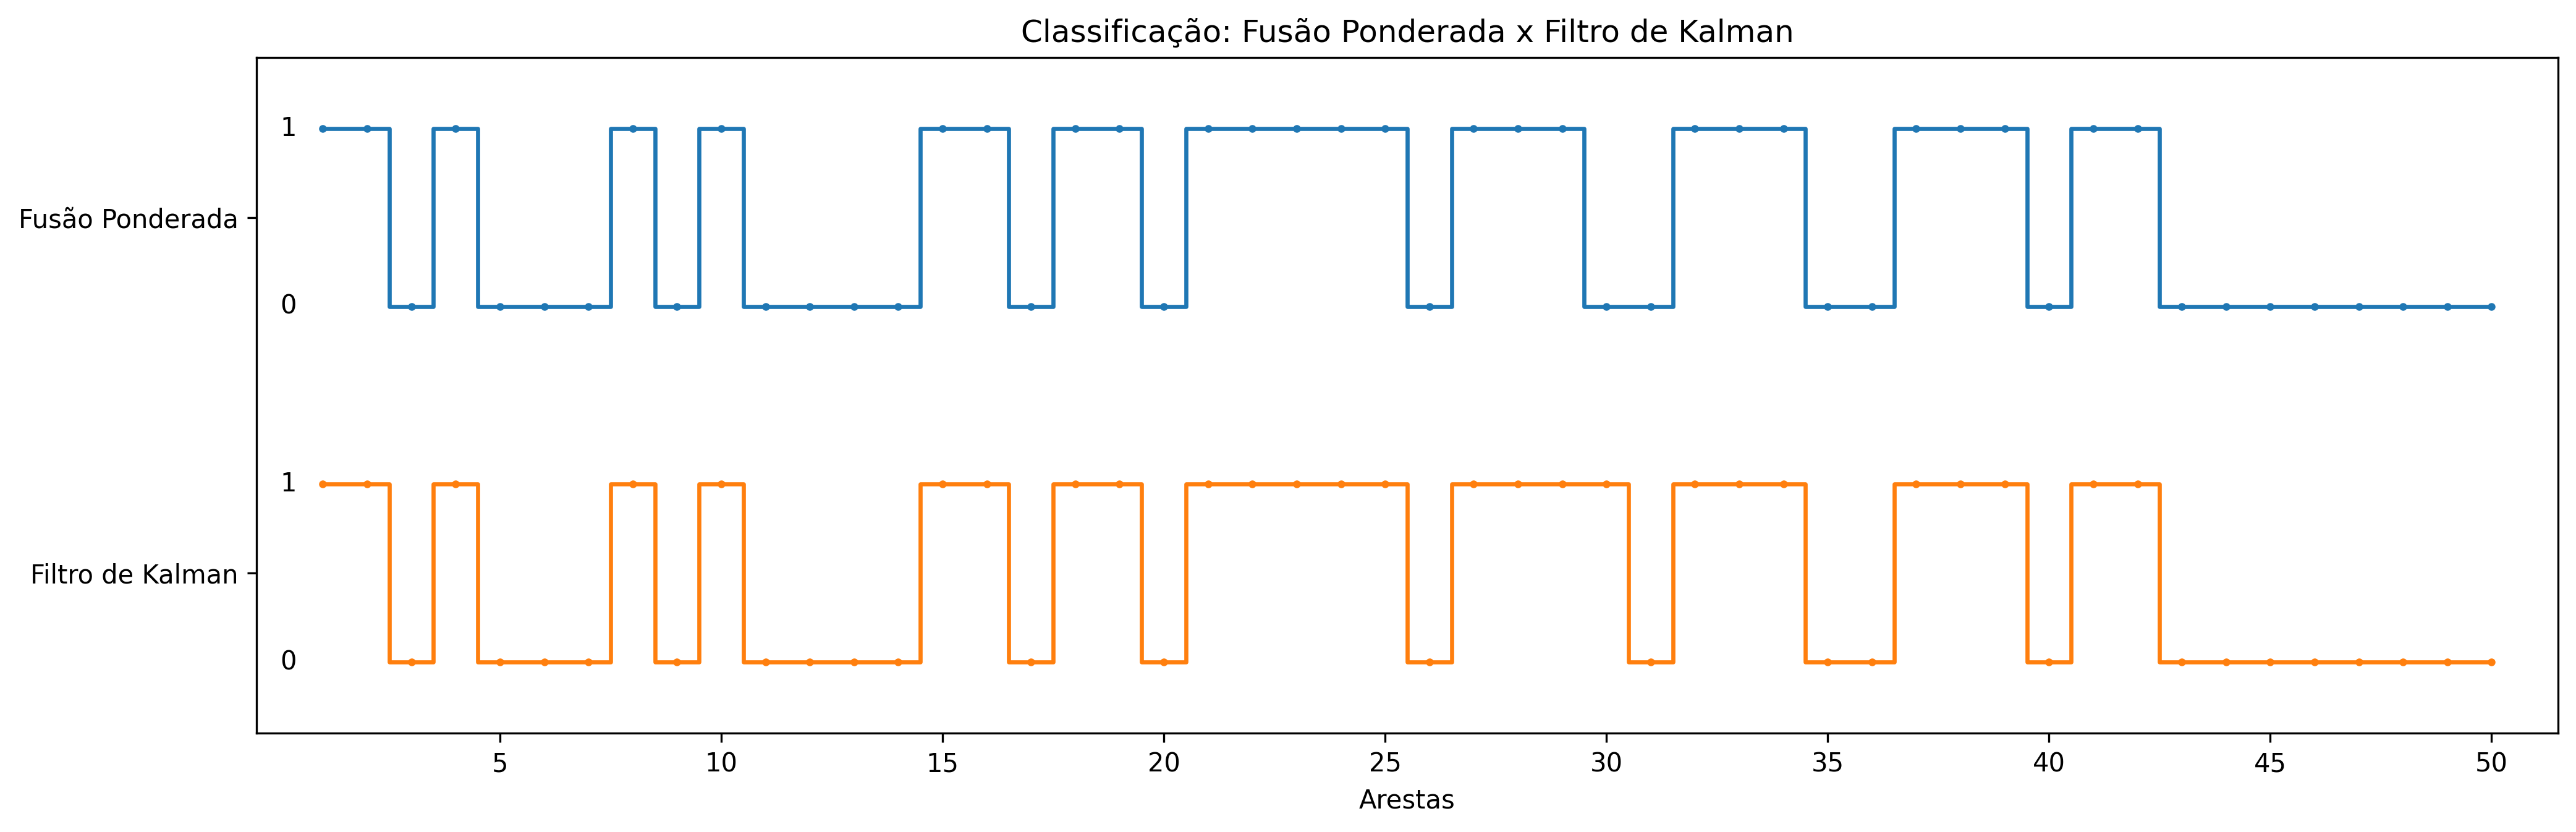 Classificação: Fusão Ponderada x Filtro de Kalman
1
Fusão Ponderada
0
1
Filtro de Kalman
0
5 10 15 20 25 30 35 40 45 50
Arestas